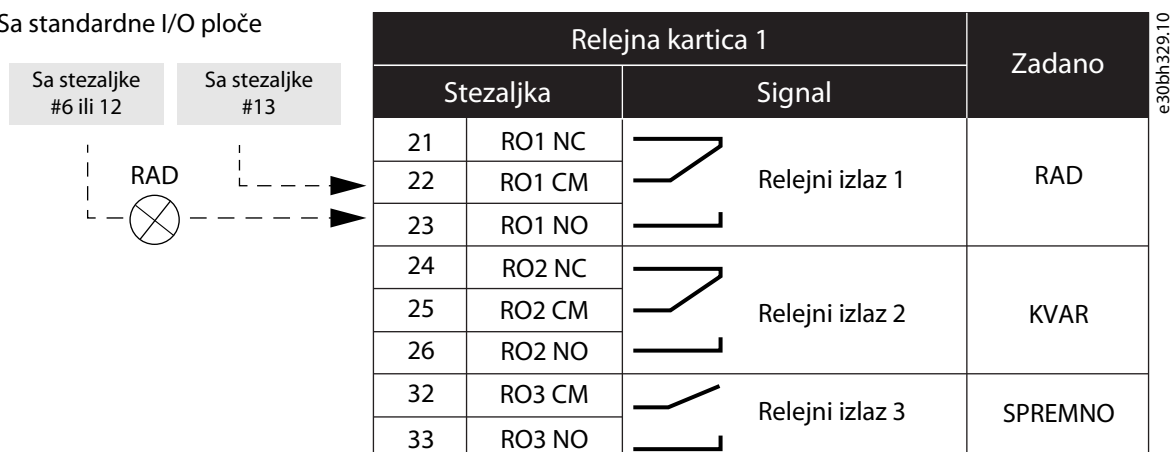 Sa standardne I/O ploče
Sa stezaljke
#6 ili 12
Sa stezaljke
#13
RAD
Relejna kartica 1
Zadano
Stezaljka
Signal
21 RO1 NC
22 RO1 CM
23 RO1 NO
Relejni izlaz 1
RAD
24 RO2 NC
25 RO2 CM
26 RO2 NO
Relejni izlaz 2
KVAR
32 RO3 CM
33 RO3 NO
Relejni izlaz 3
SPREMNO
e30bh329.10